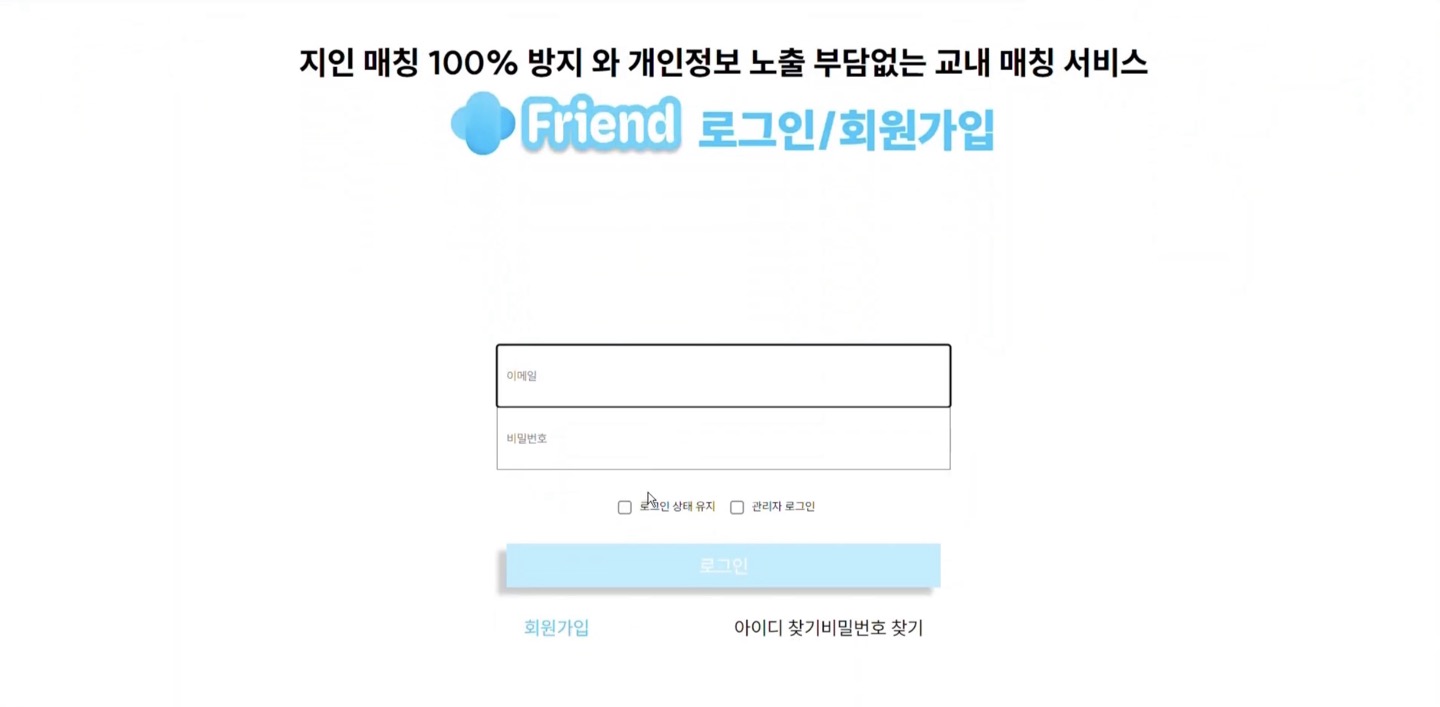 지인 매칭 100% 방지 와 개인정보 노출 부담없는 교내 매칭 서비스
Friend 로그인/회원가입
이메일
비밀번호
로그인 상태 유지 관리자 로그인
로그인
회원가입 아이디 찾기비밀번호 찾기